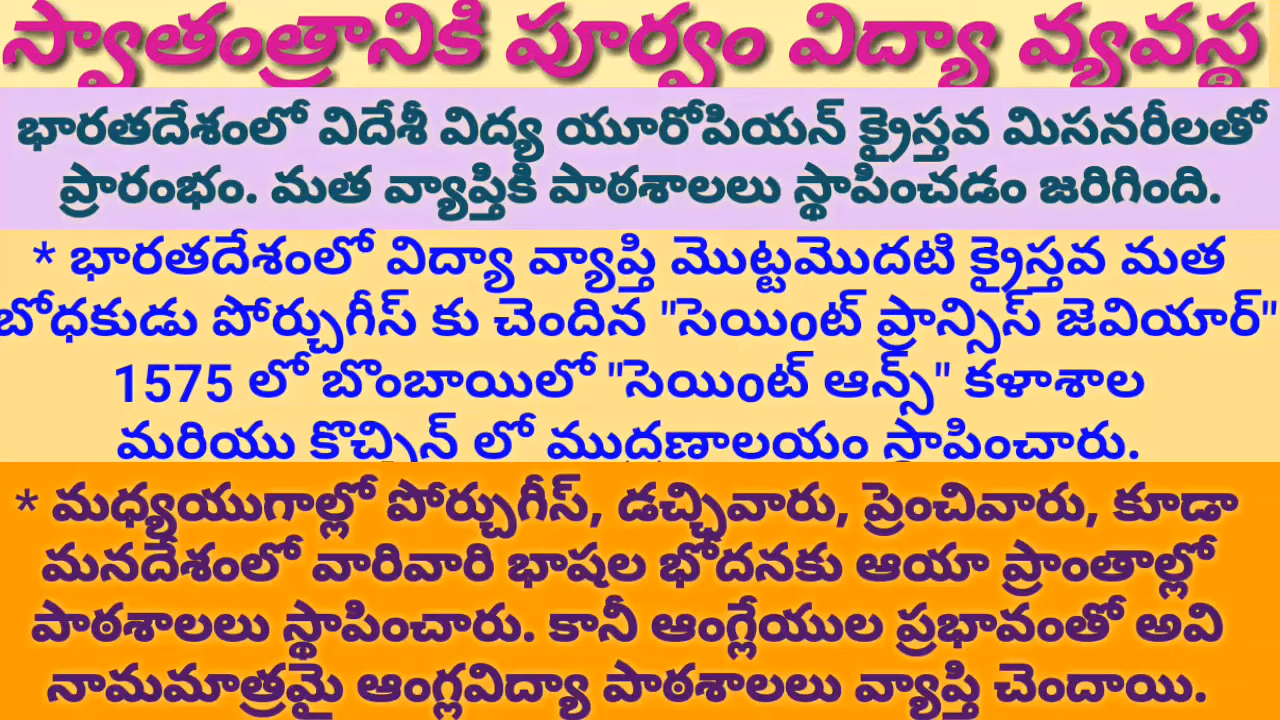 స్వాతంత్రానికి పూర్వం విద్యా వ్యవస్థ
భారతదేశంలో విదేశీ విద్య యూరోపియన్ క్రైస్తవ మిసనరీలతో
ప్రారంభం. మత వ్యాప్తికి పాఠశాలలు స్థాపించడం జరిగింది.
* భారతదేశంలో విద్యా వ్యాప్తి మొట్టమొదటి క్రైస్తవ మత
బోధకుడు పోర్చుగీస్ కు చెందిన "సెయింట్ ఫ్రాన్సిస్ జెవియార్"
1575 లో బొంబాయిలో "సెయింట్ ఆన్స్" కళాశాల
మరియు కొచ్చిన్ లో ముద్రణాలయం స్థాపించారు.
* మధ్యయుగాల్లో పోర్చుగీస్, డచ్ఛివారు, ఫ్రెంచివారు, కూడా
మనదేశంలో వారివారి భాషల భోదనకు ఆయా ప్రాంతాల్లో
పాఠశాలలు స్థాపించారు. కానీ ఆంగ్లేయుల ప్రభావంతో అవి
నామమాత్రమై ఆంగ్లవిద్యా పాఠశాలలు వ్యాప్తి చెందాయి.